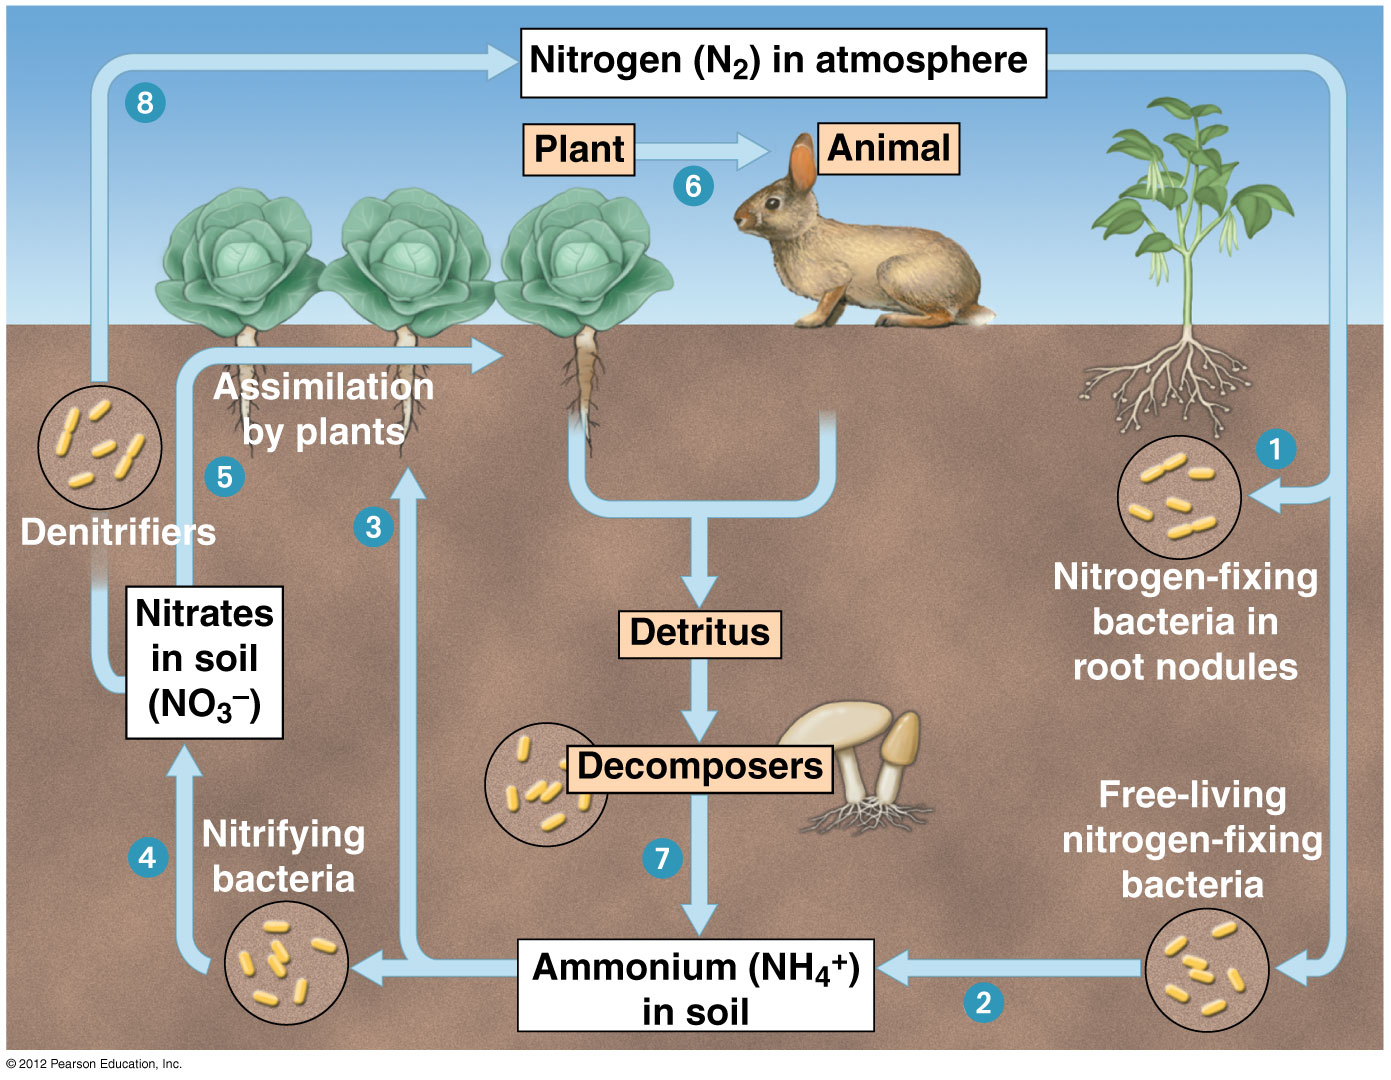 Nitrogen (N₂) in atmosphere
8
Plant
Animal
6
Assimilation
by plants
5
3
1
Denitrifiers
Nitrogen-fixing
bacteria in
root nodules
Nitrates
in soil
(NO₃⁻)
Detritus
Decomposers
Free-living
nitrogen-fixing
bacteria
Nitrifying
bacteria
4
7
Ammonium (NH₄⁺)
in soil
2
© 2012 Pearson Education, Inc.